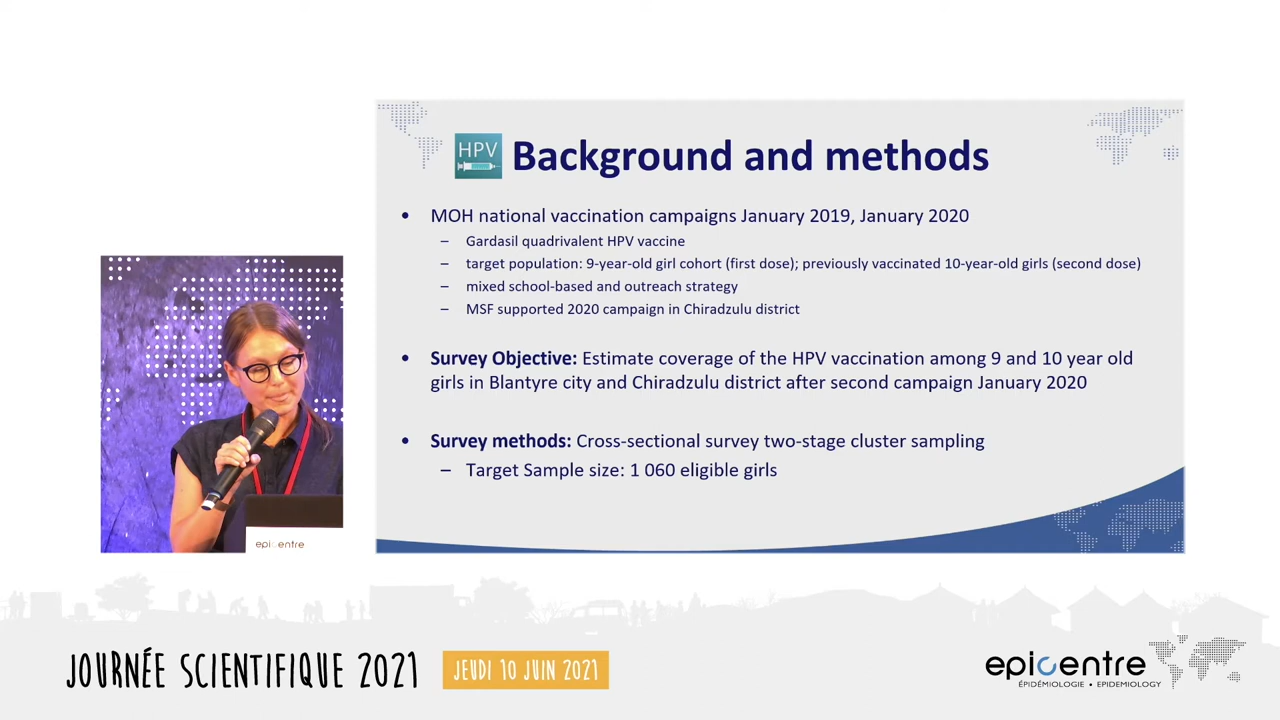 HPV
Background and methods
• MOH national vaccination campaigns January 2019, January 2020
– Gardasil quadrivalent HPV vaccine
– target population: 9-year-old girl cohort (first dose); previously vaccinated 10-year-old girls (second dose)
– mixed school-based and outreach strategy
– MSF supported 2020 campaign in Chiradzulu district
• Survey Objective: Estimate coverage of the HPV vaccination among 9 and 10 year old
girls in Blantyre city and Chiradzulu district after second campaign January 2020
• Survey methods: Cross-sectional survey two-stage cluster sampling
– Target Sample size: 1 060 eligible girls
epicentre
JOURNÉE SCIENTIFIQUE 2021
JEUDI 10 JUIN 2021
epicentre
ÉPIDÉMIOLOGIE • EPIDEMIOLOGY